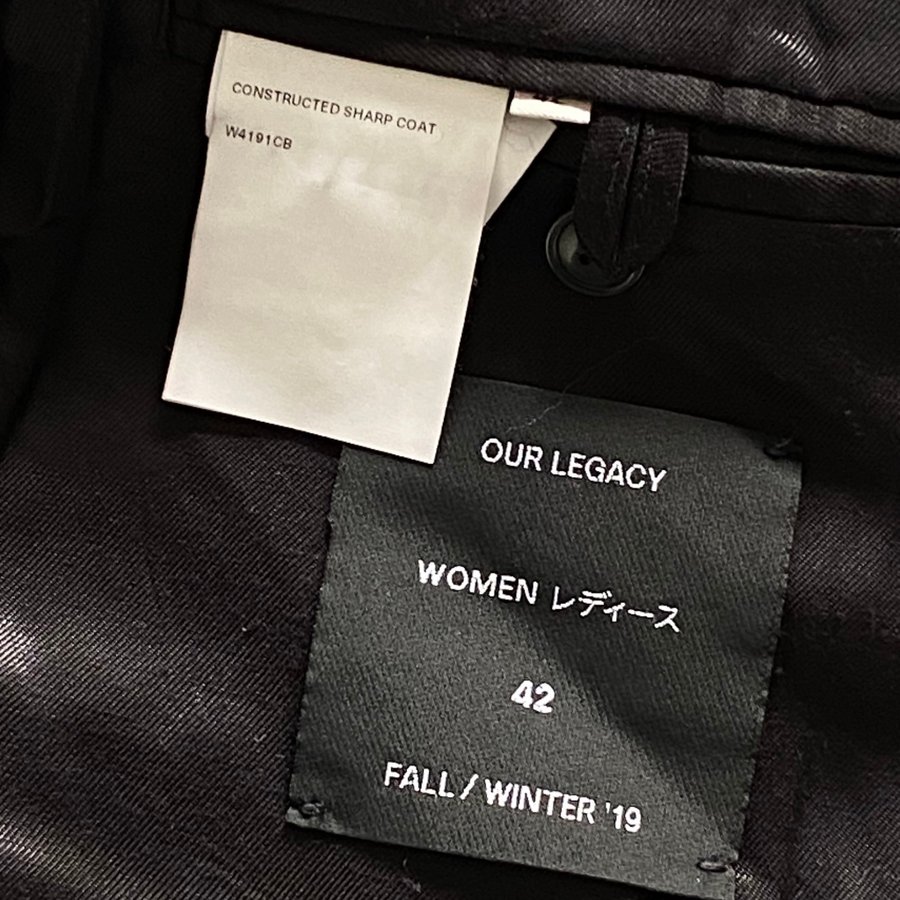 CONSTRUCTED SHARP COAT
W4191CB
OUR LEGACY
WOMEN レディース
42
FALL / WINTER '19